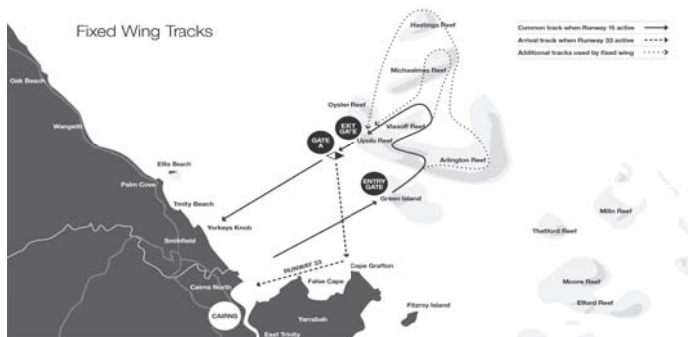 Fixed Wing Tracks
Common track when Runway 15 active
Arrival track when Runway 33 active
Additional tracks used by fixed wing
Hastings Reef
Michaelmas Reef
Oak Beach
Oyster Reef
Wangetti
EXIT
GATE
Vlasoff Reef
GATE
A
Upolu Reef
Ellis Beach
Arlington Reef
Palm Cove
ENTRY
GATE
Trinity Beach
Green Island
Milln Reef
Yorkeys Knob
Thetford Reef
Smithfield
RUNWAY 33
Cape Grafton
Cairns North
False Cape
Moore Reef
Elford Reef
CAIRNS
Yarrabah
Fitzroy Island
East Trinity